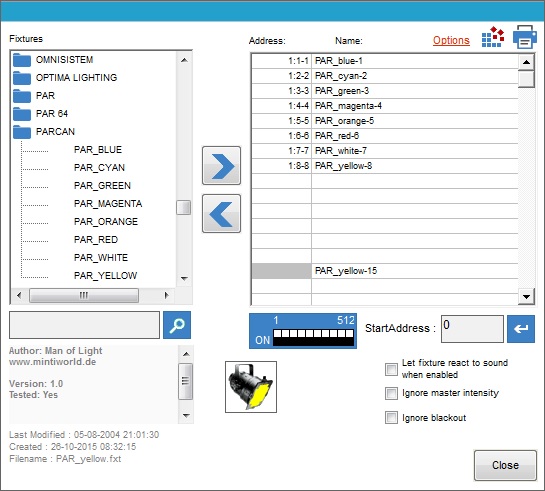 Fixtures
OMNISISTEM
OPTIMA LIGHTING
PAR
PAR 64
PARCAN
PAR_BLUE
PAR_CYAN
PAR_GREEN
PAR_MAGENTA
PAR_ORANGE
PAR_RED
PAR_WHITE
PAR_YELLOW
Author: Man of Light
www.mintiworld.de
Version: 1.0
Tested: Yes
Last Modified : 05-08-2004 21:01:30
Created : 26-10-2015 08:32:15
Filename : PAR_yellow.fxt
Address: Name: Options
1:1-1 PAR_blue-1
1:2-2 PAR_cyan-2
1:3-3 PAR_green-3
1:4-4 PAR_magenta-4
1:5-5 PAR_orange-5
1:6-6 PAR_red-6
1:7-7 PAR_white-7
1:8-8 PAR_yellow-8
PAR_yellow-15
1 512
ON
StartAddress : 0
Let fixture react to sound
when enabled
Ignore master intensity
Ignore blackout
Close